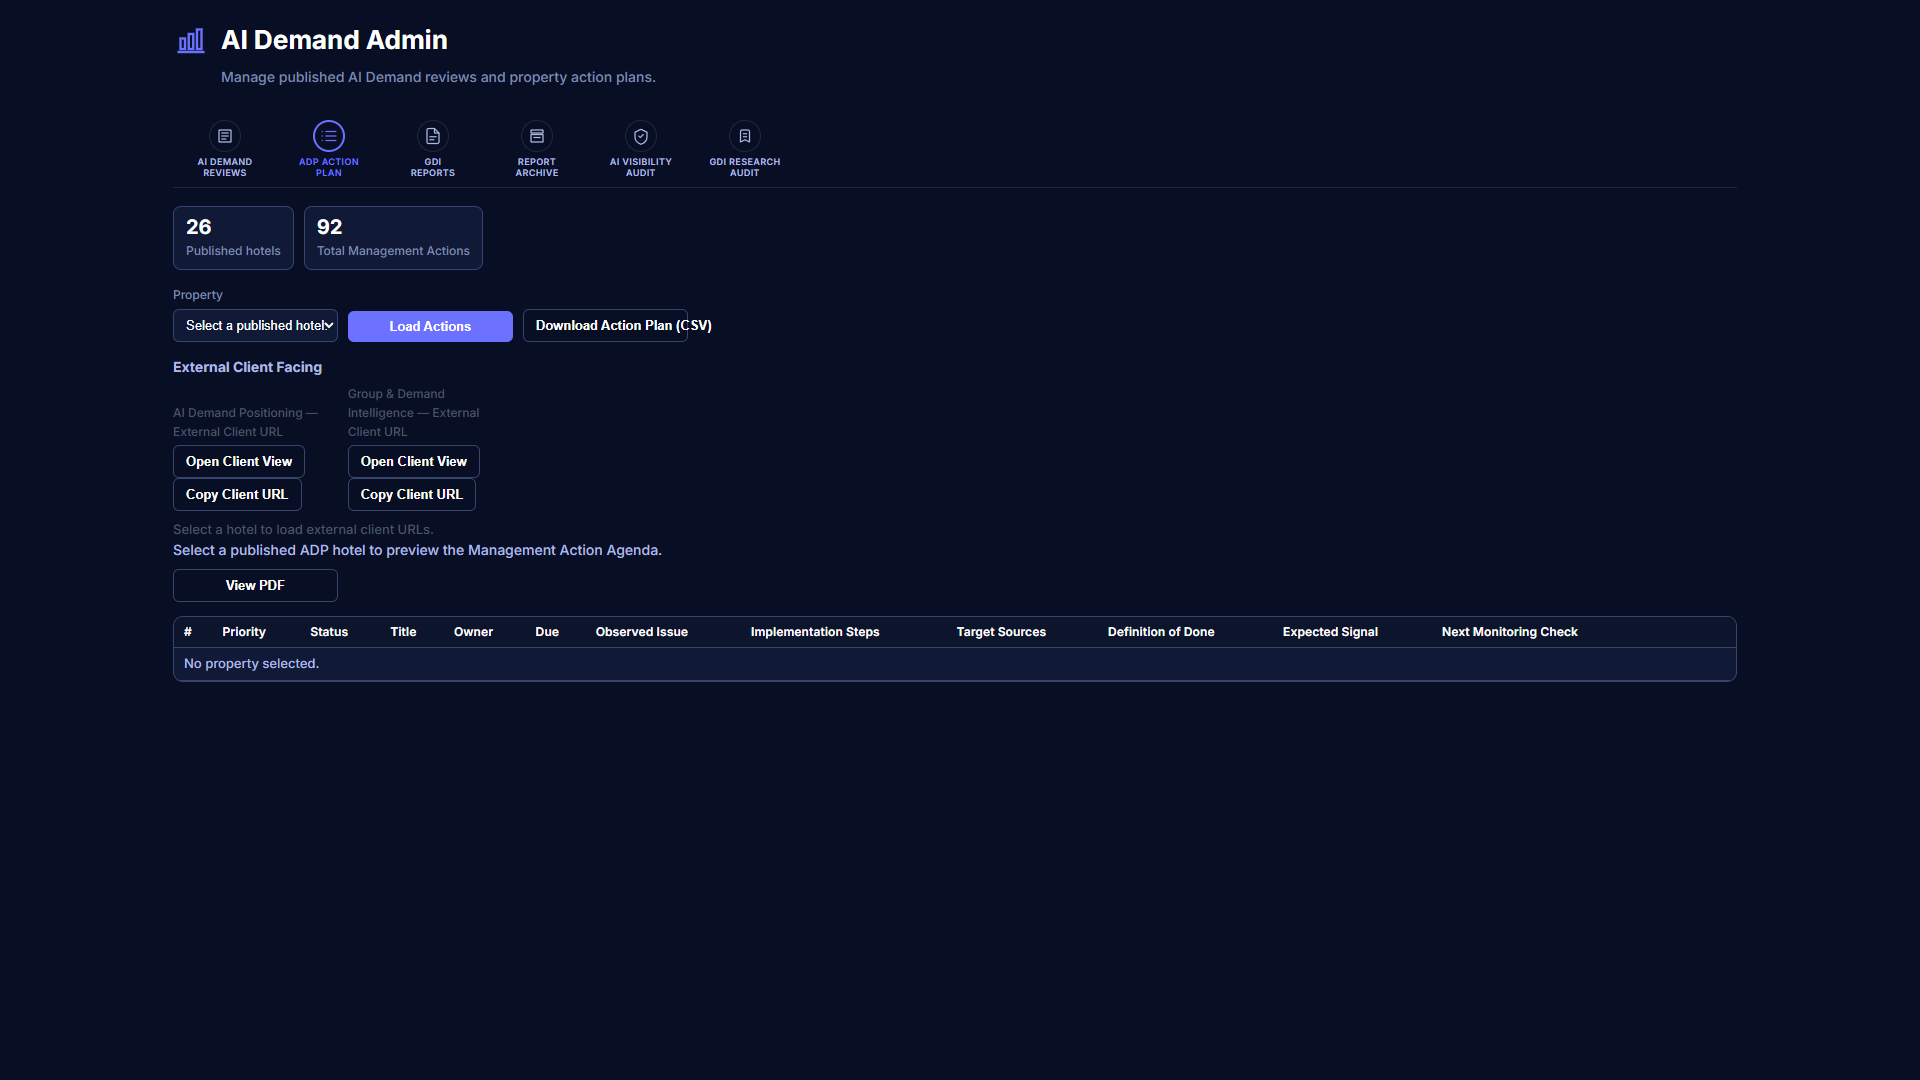 AI Demand Admin
Manage published AI Demand reviews and property action plans.
AI DEMAND
REVIEWS
ADP ACTION
PLAN
GDI
REPORTS
REPORT
ARCHIVE
AI VISIBILITY
AUDIT
GDI RESEARCH
AUDIT
26
Published hotels
92
Total Management Actions
Property
Select a published hotel
Load Actions
Download Action Plan (CSV)
External Client Facing
AI Demand Positioning —
External Client URL
Open Client View
Copy Client URL
Group & Demand
Intelligence — External
Client URL
Open Client View
Copy Client URL
Select a hotel to load external client URLs.
Select a published ADP hotel to preview the Management Action Agenda.
View PDF
# Priority Status Title Owner Due Observed Issue Implementation Steps Target Sources Definition of Done Expected Signal Next Monitoring Check
No property selected.